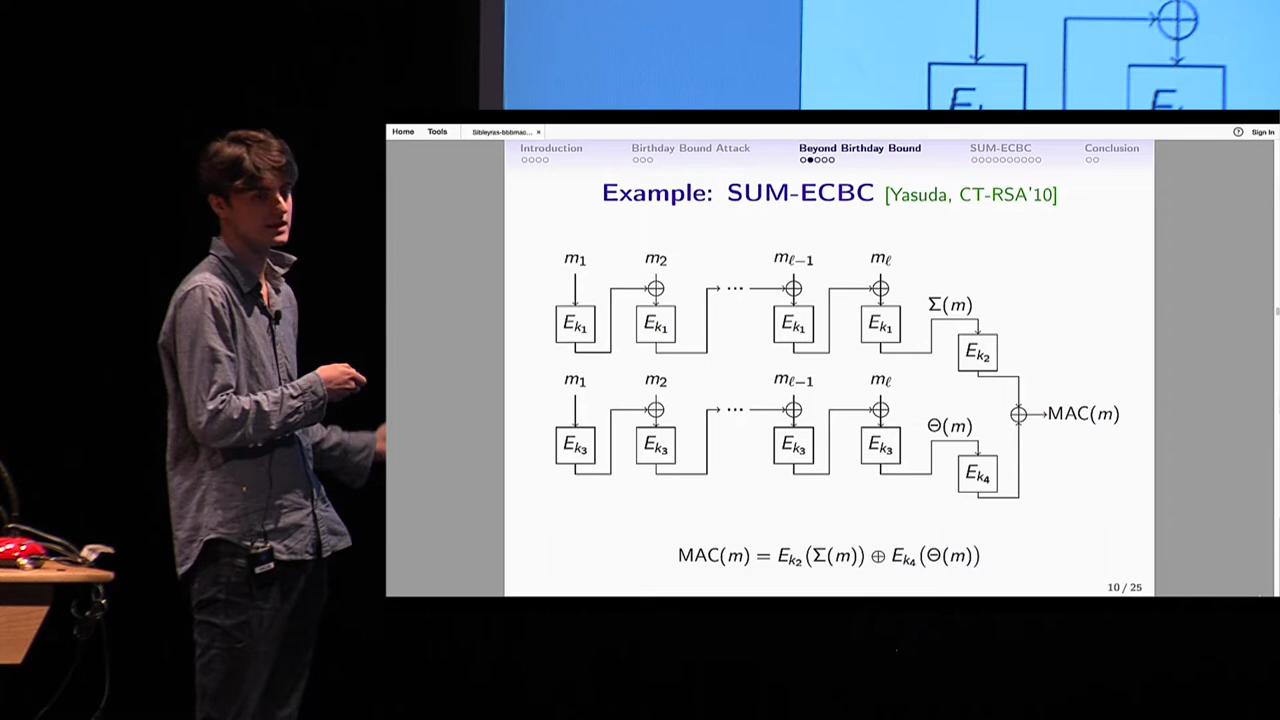 Home Tools Sibleyras-bbbmac... × ? Sign In
Introduction Birthday Bound Attack Beyond Birthday Bound SUM-ECBC Conclusion
Example: SUM-ECBC [Yasuda, CT-RSA'10]
m₁ m₂ mℓ₋₁ mℓ
⋯
Σ(m)
Eₖ₁ Eₖ₁ Eₖ₁ Eₖ₁
Eₖ₂
m₁ m₂ mℓ₋₁ mℓ
⋯ MAC(m)
Θ(m)
Eₖ₃ Eₖ₃ Eₖ₃ Eₖ₃
Eₖ₄
MAC(m) = Eₖ₂(Σ(m)) ⊕ Eₖ₄(Θ(m))
10 / 25